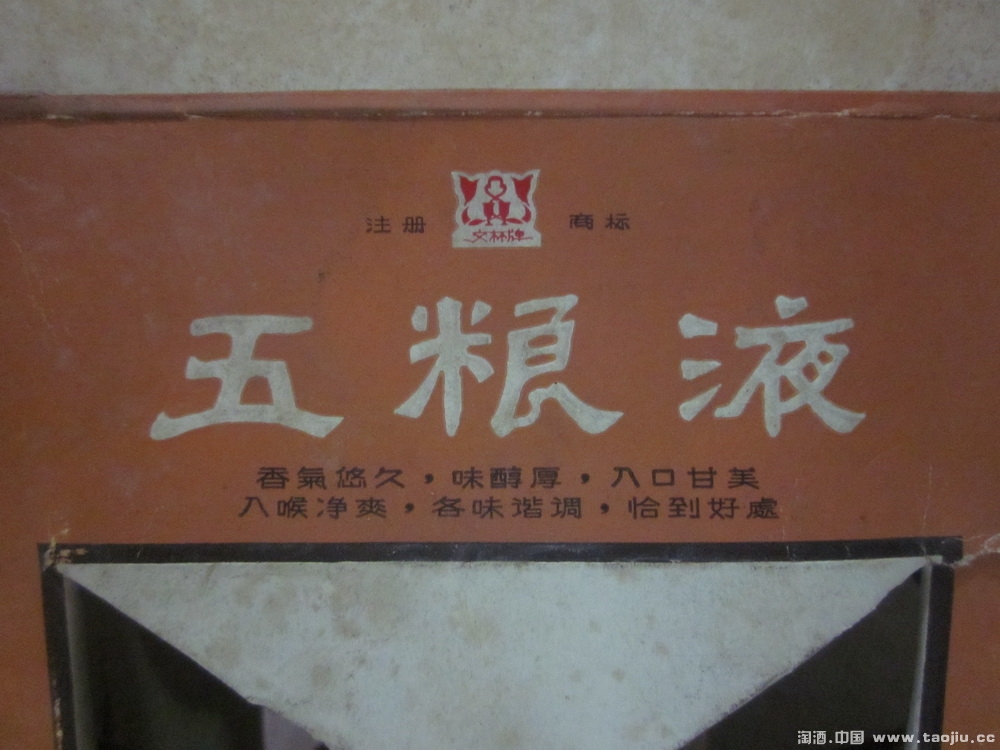 注册 商标
交杯牌
五粮液
香氣悠久，味醇厚，入口甘美
入喉净爽，各味谐调，恰到好處
淘酒.中国 www.taojiu.cc